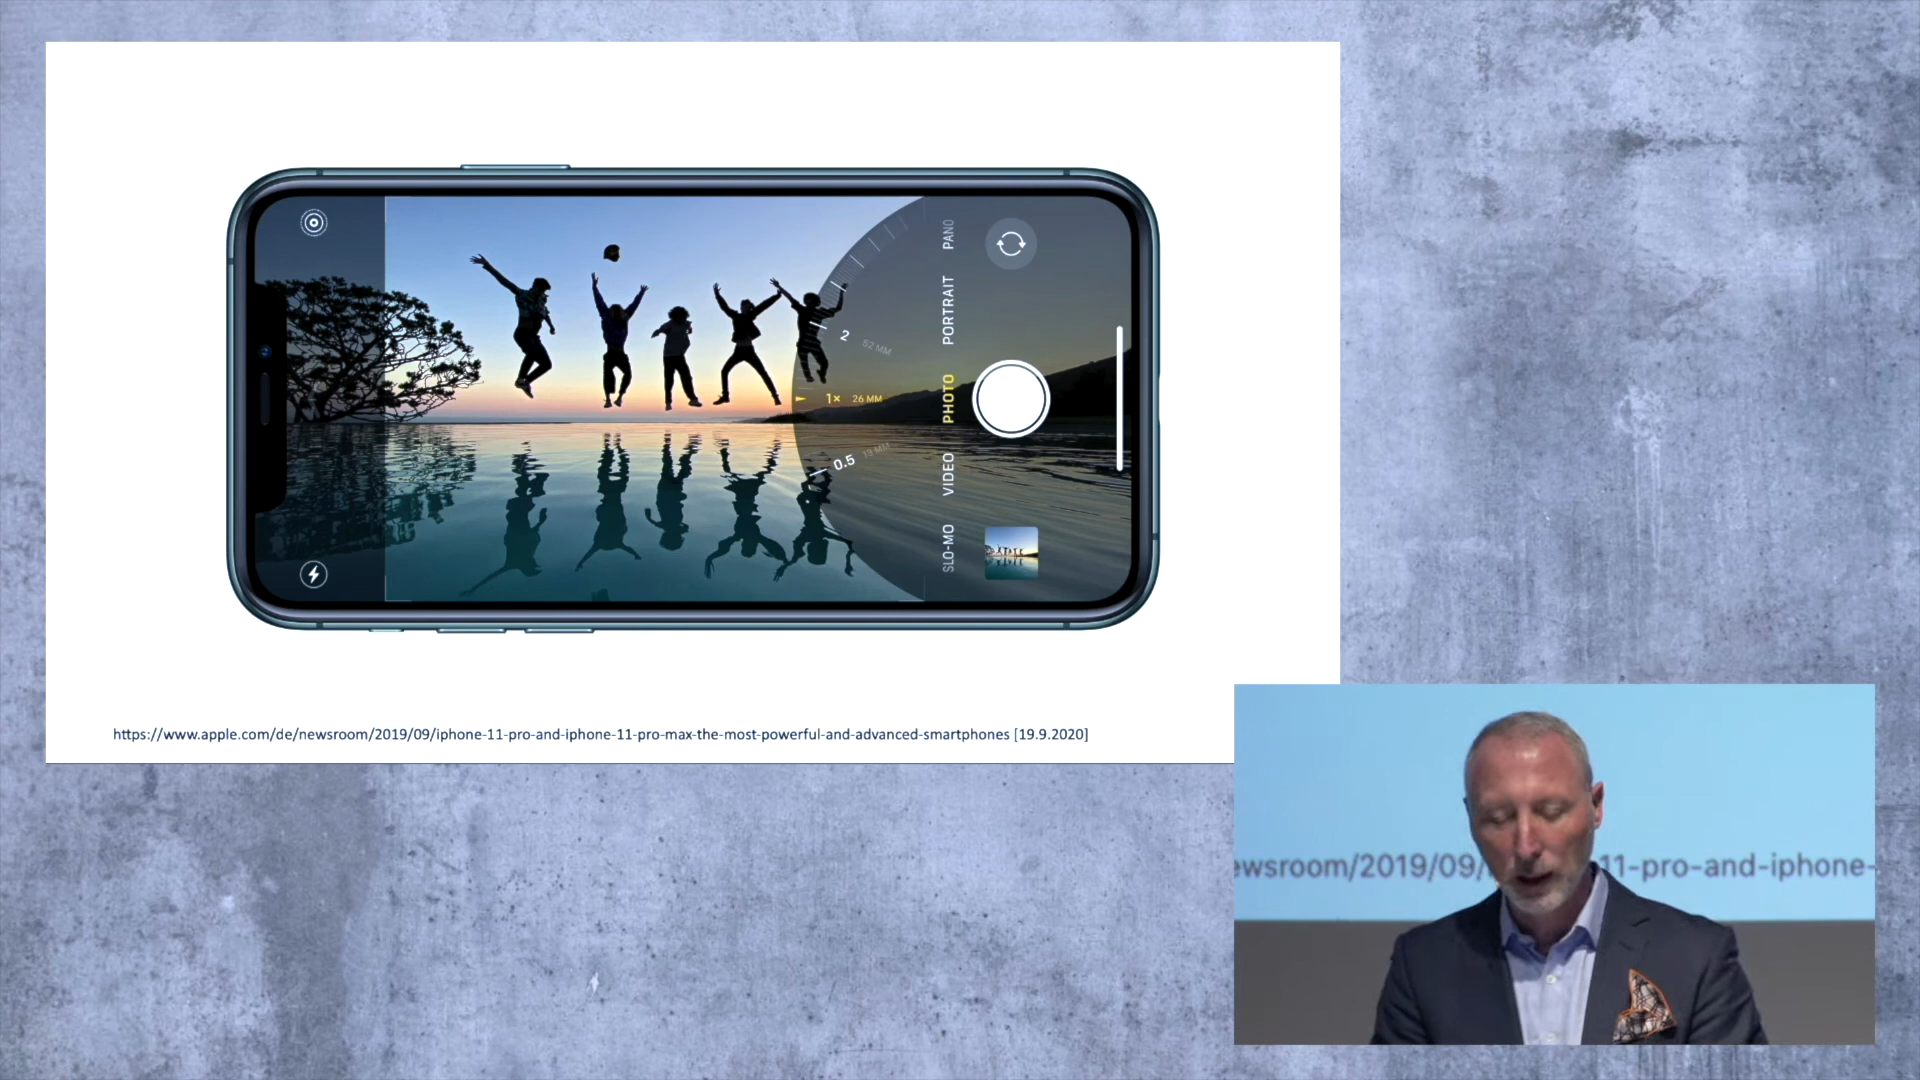 PANO
PORTRAIT
PHOTO
VIDEO
SLO-MO
2 52 MM
1× 26 MM
0.5 13 MM
https://www.apple.com/de/newsroom/2019/09/iphone-11-pro-and-iphone-11-pro-max-the-most-powerful-and-advanced-smartphones [19.9.2020]
ewsroom/2019/09/ 11-pro-and-iphone-